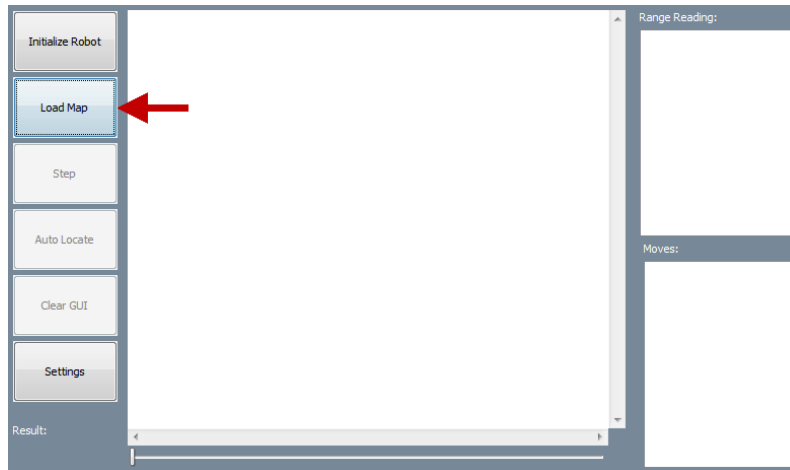 Initialize Robot
Load Map
Step
Auto Locate
Clear GUI
Settings
Result:
Range Reading:
Moves: